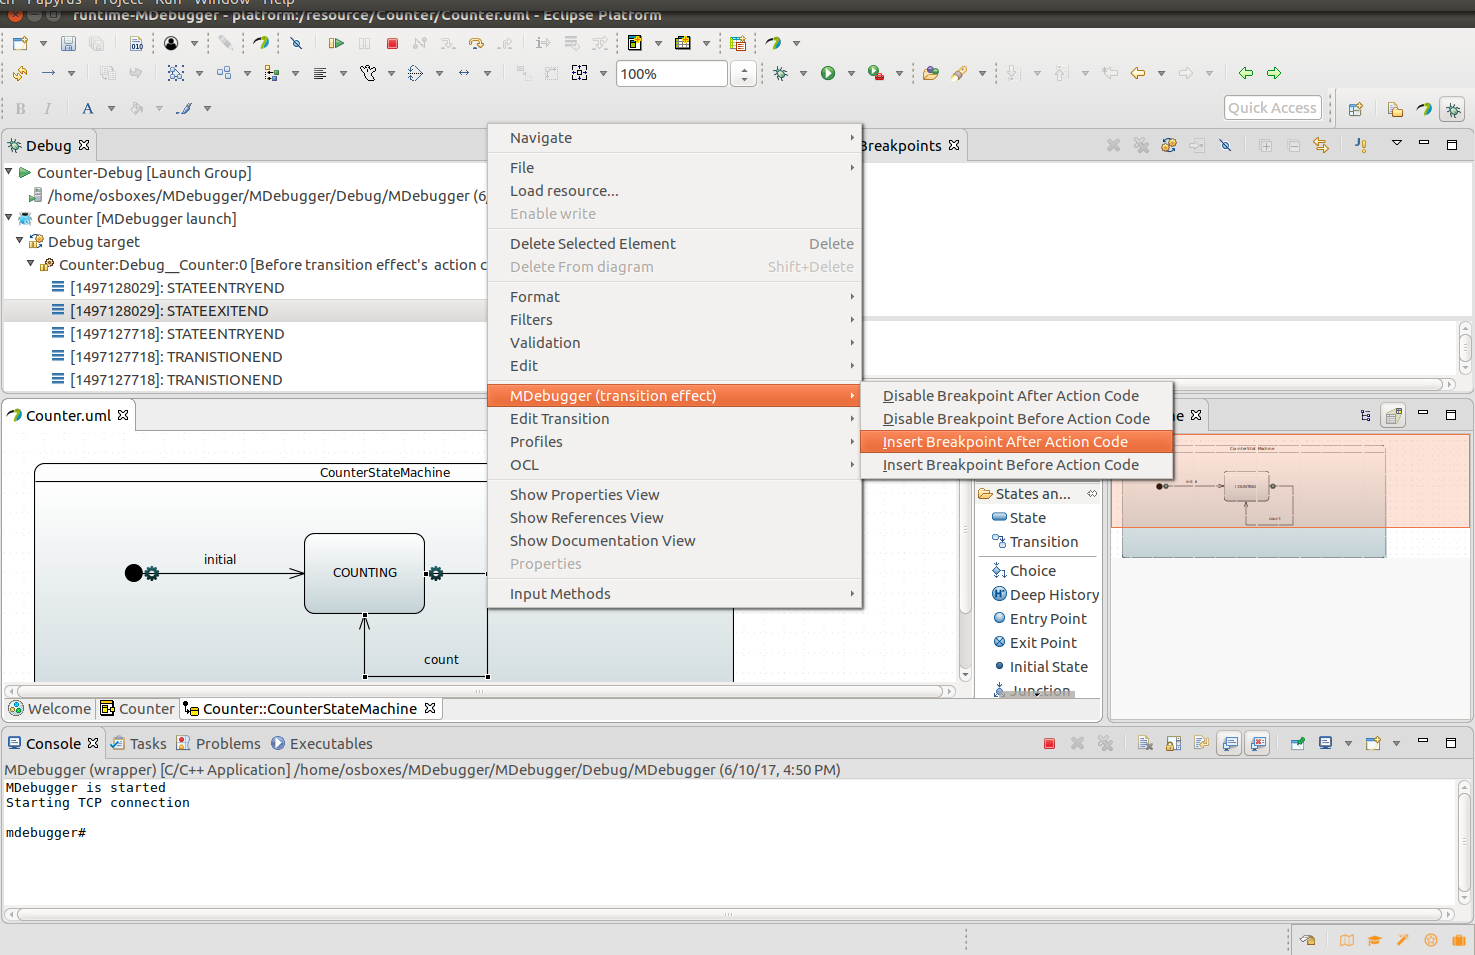 Papyrus Project Run Window Help
runtime-MDebugger - platform:/resource/Counter/Counter.uml - Eclipse Platform
010
100%
B I A
Quick Access
Debug
Breakpoints
Counter-Debug [Launch Group]
/home/osboxes/MDebugger/MDebugger/Debug/MDebugger (6/
Counter [MDebugger launch]
Debug target
Counter:Debug__Counter:0 [Before transition effect's action c
[1497128029]: STATEENTRYEND
[1497128029]: STATEEXITEND
[1497127718]: STATEENTRYEND
[1497127718]: TRANISTIONEND
[1497127718]: TRANISTIONEND
Navigate
File
Load resource...
Enable write
Delete Selected Element Delete
Delete From diagram Shift+Delete
Format
Filters
Validation
Edit
MDebugger (transition effect)
Edit Transition
Profiles
OCL
Show Properties View
Show References View
Show Documentation View
Properties
Input Methods
Disable Breakpoint After Action Code
Disable Breakpoint Before Action Code
Insert Breakpoint After Action Code
Insert Breakpoint Before Action Code
Counter.uml
CounterStateMachine
initial
COUNTING
count
States an...
State
Transition
Choice
Deep History
Entry Point
Exit Point
Initial State
Junction
COUNTING
count
Welcome Counter Counter::CounterStateMachine
Console Tasks Problems Executables
MDebugger (wrapper) [C/C++ Application] /home/osboxes/MDebugger/MDebugger/Debug/MDebugger (6/10/17, 4:50 PM)
MDebugger is started
Starting TCP connection
mdebugger#